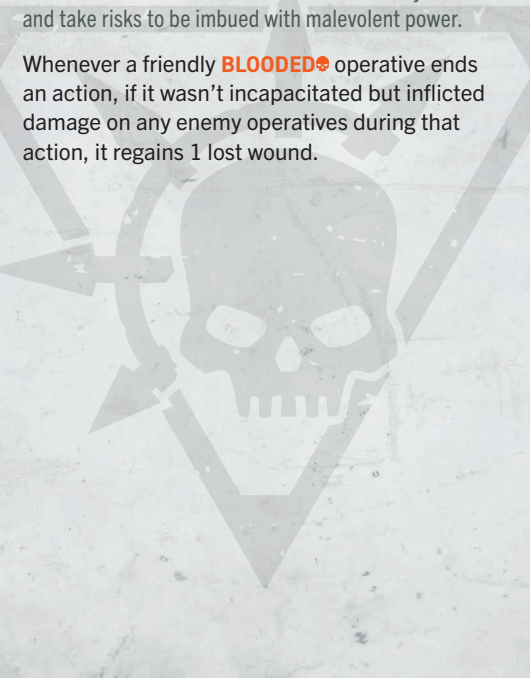 and take risks to be imbued with malevolent power.
Whenever a friendly BLOODED operative ends
an action, if it wasn't incapacitated but inflicted
damage on any enemy operatives during that
action, it regains 1 lost wound.